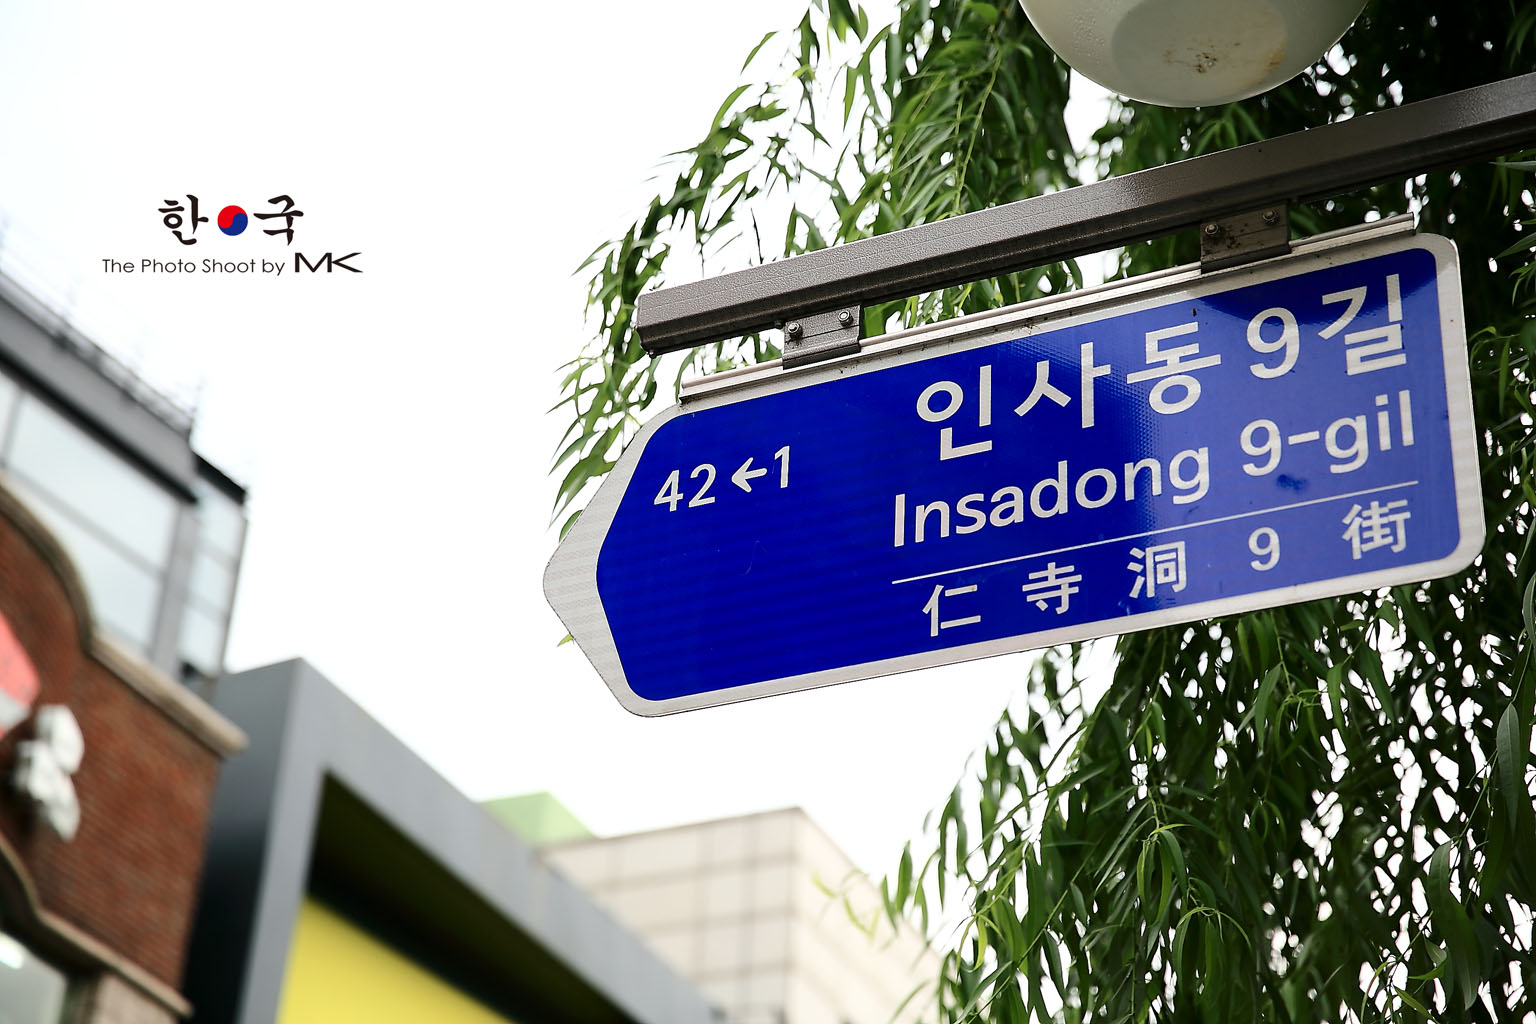 한국
The Photo Shoot by MK
인사동 9길
42←1
Insadong 9-gil
仁寺洞 9 街